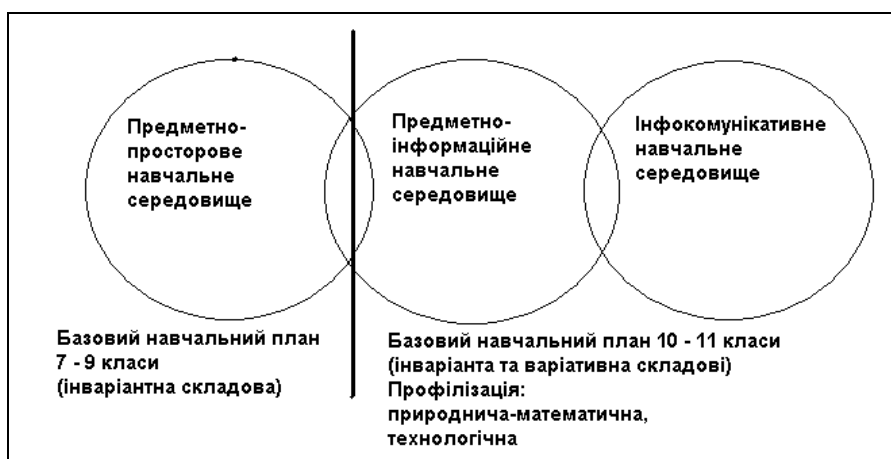 Предметно-
просторове
навчальне
середовище
Предметно-
інформаційне
навчальне
середовище
Інфокомунікативне
навчальне
середовище
Базовий навчальний план
7 - 9 класи
(інваріантна складова)
Базовий навчальний план 10 - 11 класи
(інваріанта та варіативна складові)
Профілізація:
природнича-математична,
технологічна